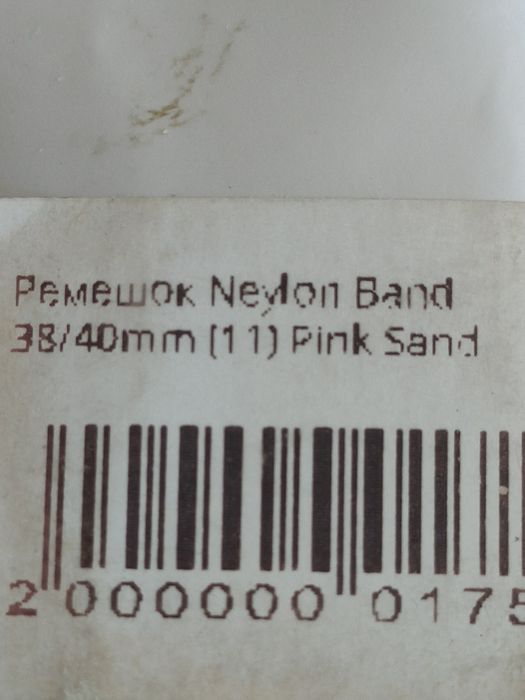 Ремешок Neylon Band
38/40mm (11) Pink Sand
2 000000 0175